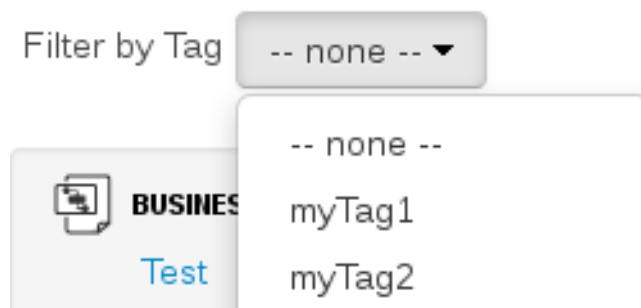 Filter by Tag -- none --
-- none --
myTag1
myTag2
Test